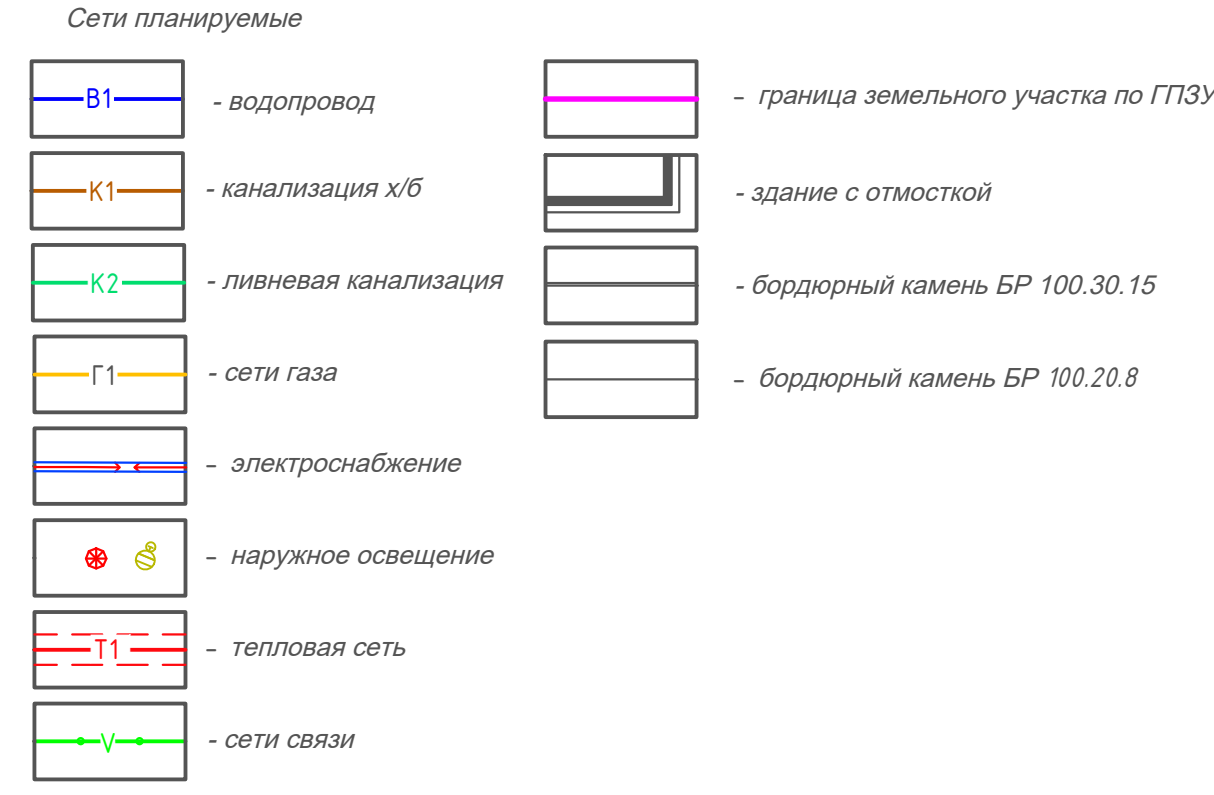 Сети планируемые
В1 - водопровод
К1 - канализация х/б
К2 - ливневая канализация
Г1 - сети газа
- электроснабжение
- наружное освещение
Т1 - тепловая сеть
V - сети связи
- граница земельного участка по ГПЗУ
- здание с отмосткой
- бордюрный камень БР 100.30.15
- бордюрный камень БР 100.20.8